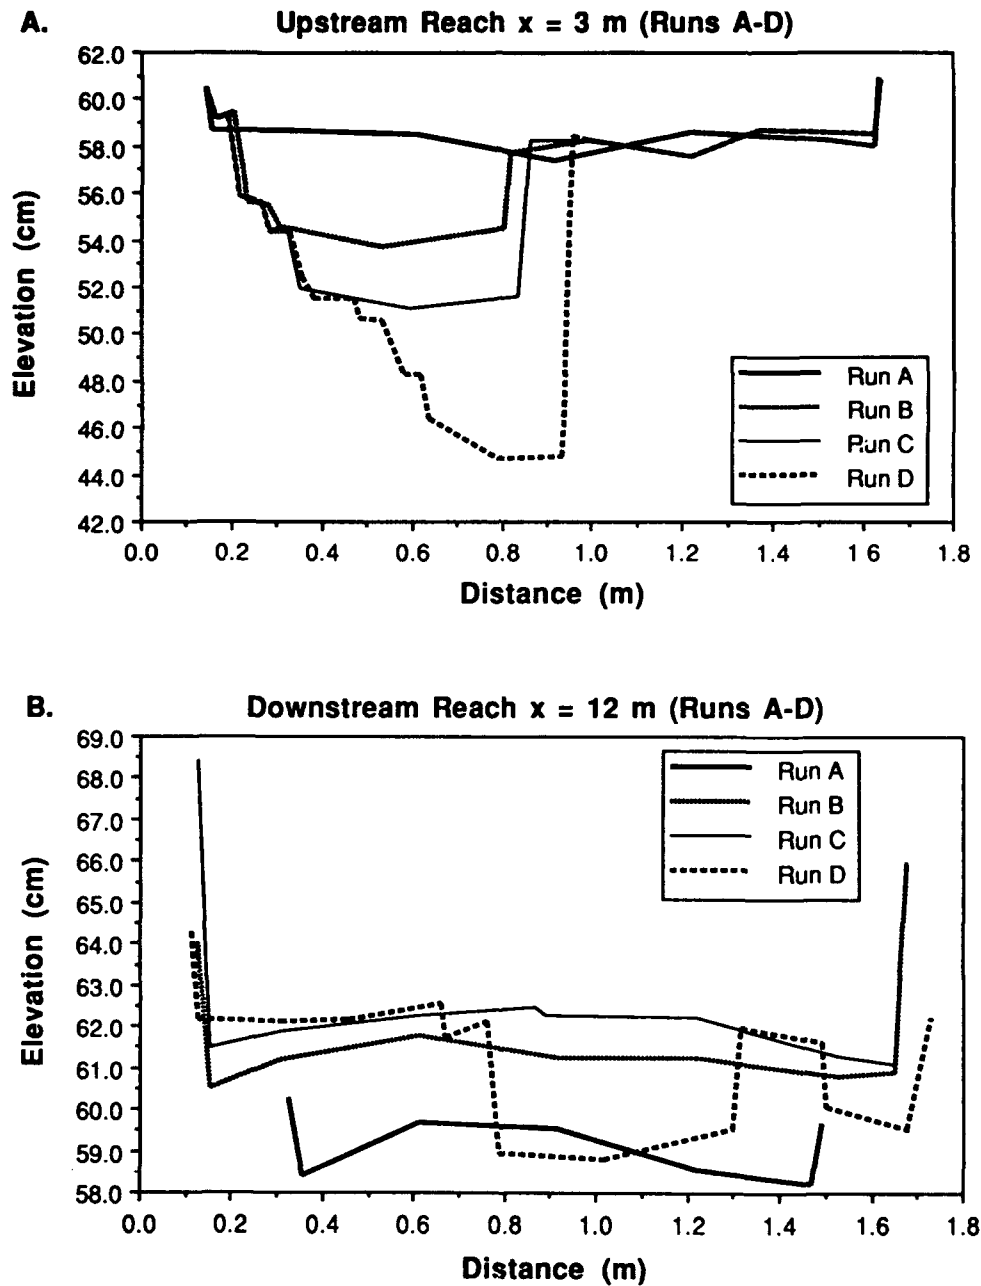 A.
Upstream Reach x = 3 m (Runs A-D)
62.0
60.0
58.0
56.0
54.0
52.0
50.0
48.0
46.0
44.0
42.0
Elevation (cm)
Run A
Run B
Run C
Run D
0.0 0.2 0.4 0.6 0.8 1.0 1.2 1.4 1.6 1.8
Distance (m)
B.
Downstream Reach x = 12 m (Runs A-D)
69.0
68.0
67.0
66.0
65.0
64.0
63.0
62.0
61.0
60.0
59.0
58.0
Elevation (cm)
Run A
Run B
Run C
Run D
0.0 0.2 0.4 0.6 0.8 1.0 1.2 1.4 1.6 1.8
Distance (m)